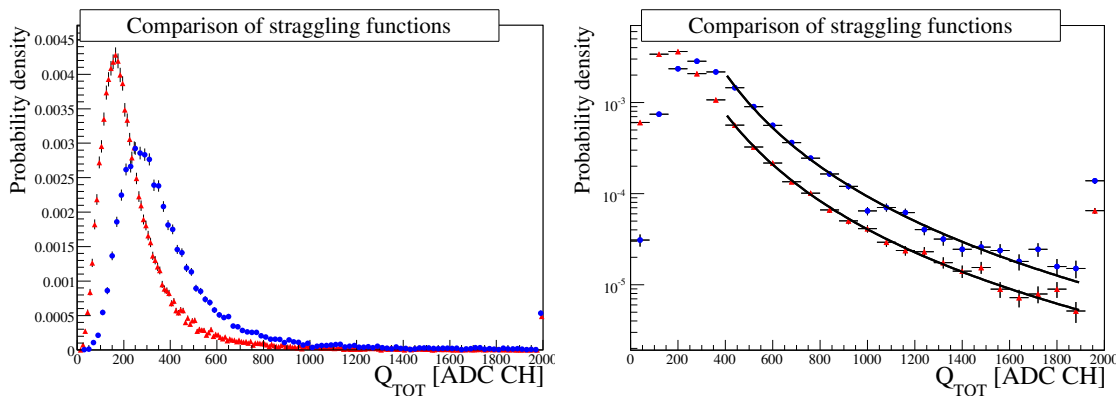 Comparison of straggling functions
Probability density
0.0045
0.004
0.0035
0.003
0.0025
0.002
0.0015
0.001
0.0005
0
0 200 400 600 800 1000 1200 1400 1600 1800 2000
Q_TOT [ADC CH]
Comparison of straggling functions
Probability density
10^-3
10^-4
10^-5
0 200 400 600 800 1000 1200 1400 1600 1800 2000
Q_TOT [ADC CH]